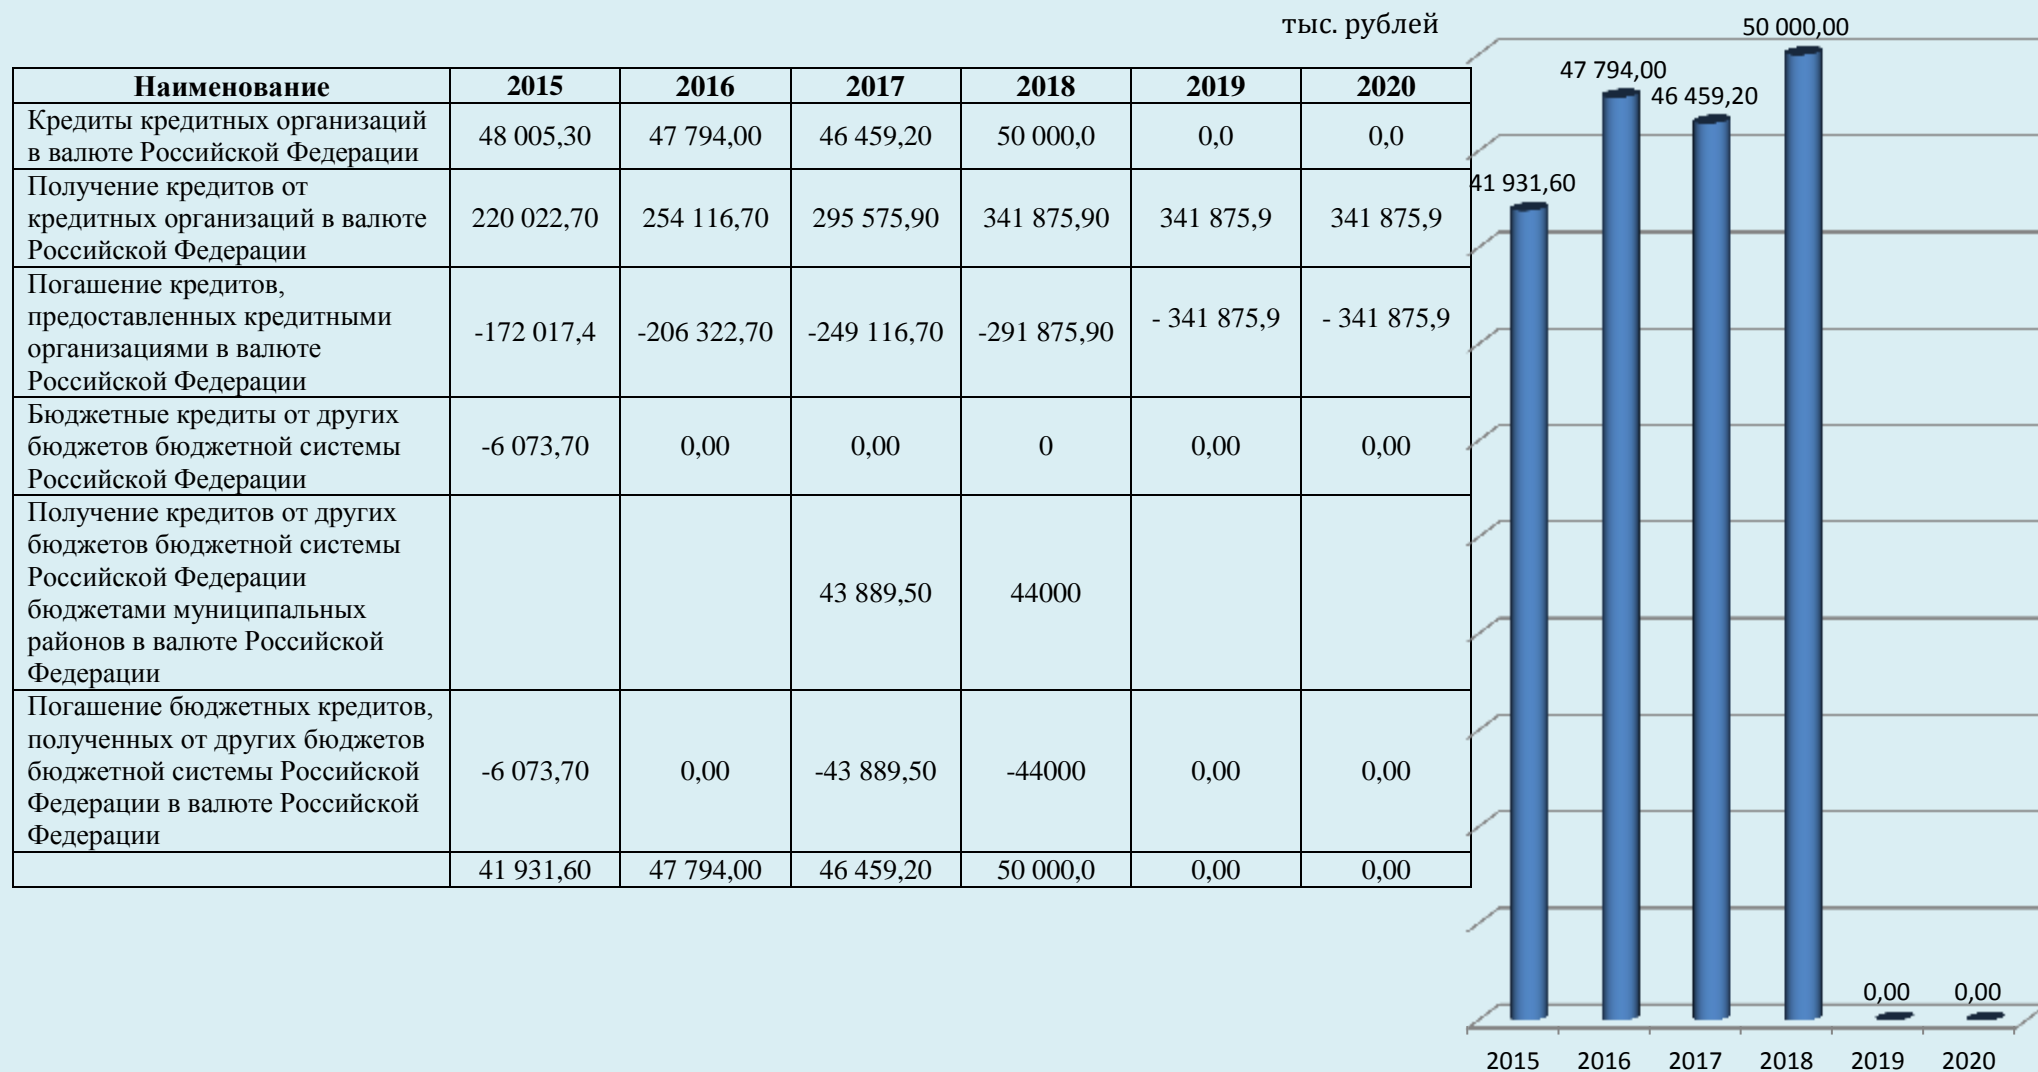 тыс. рублей
Наименование 2015 2016 2017 2018 2019 2020
Кредиты кредитных организаций
в валюте Российской Федерации
48 005,30 47 794,00 46 459,20 50 000,0 0,0 0,0
Получение кредитов от
кредитных организаций в валюте
Российской Федерации
220 022,70 254 116,70 295 575,90 341 875,90 341 875,9 341 875,9
Погашение кредитов,
предоставленных кредитными
организациями в валюте
Российской Федерации
-172 017,4 -206 322,70 -249 116,70 -291 875,90 - 341 875,9 - 341 875,9
Бюджетные кредиты от других
бюджетов бюджетной системы
Российской Федерации
-6 073,70 0,00 0,00 0 0,00 0,00
Получение кредитов от других
бюджетов бюджетной системы
Российской Федерации
бюджетами муниципальных
районов в валюте Российской
Федерации
43 889,50 44000
Погашение бюджетных кредитов,
полученных от других бюджетов
бюджетной системы Российской
Федерации в валюте Российской
Федерации
-6 073,70 0,00 -43 889,50 -44000 0,00 0,00
41 931,60 47 794,00 46 459,20 50 000,0 0,00 0,00
50 000,00
47 794,00
46 459,20
41 931,60
0,00 0,00
2015 2016 2017 2018 2019 2020